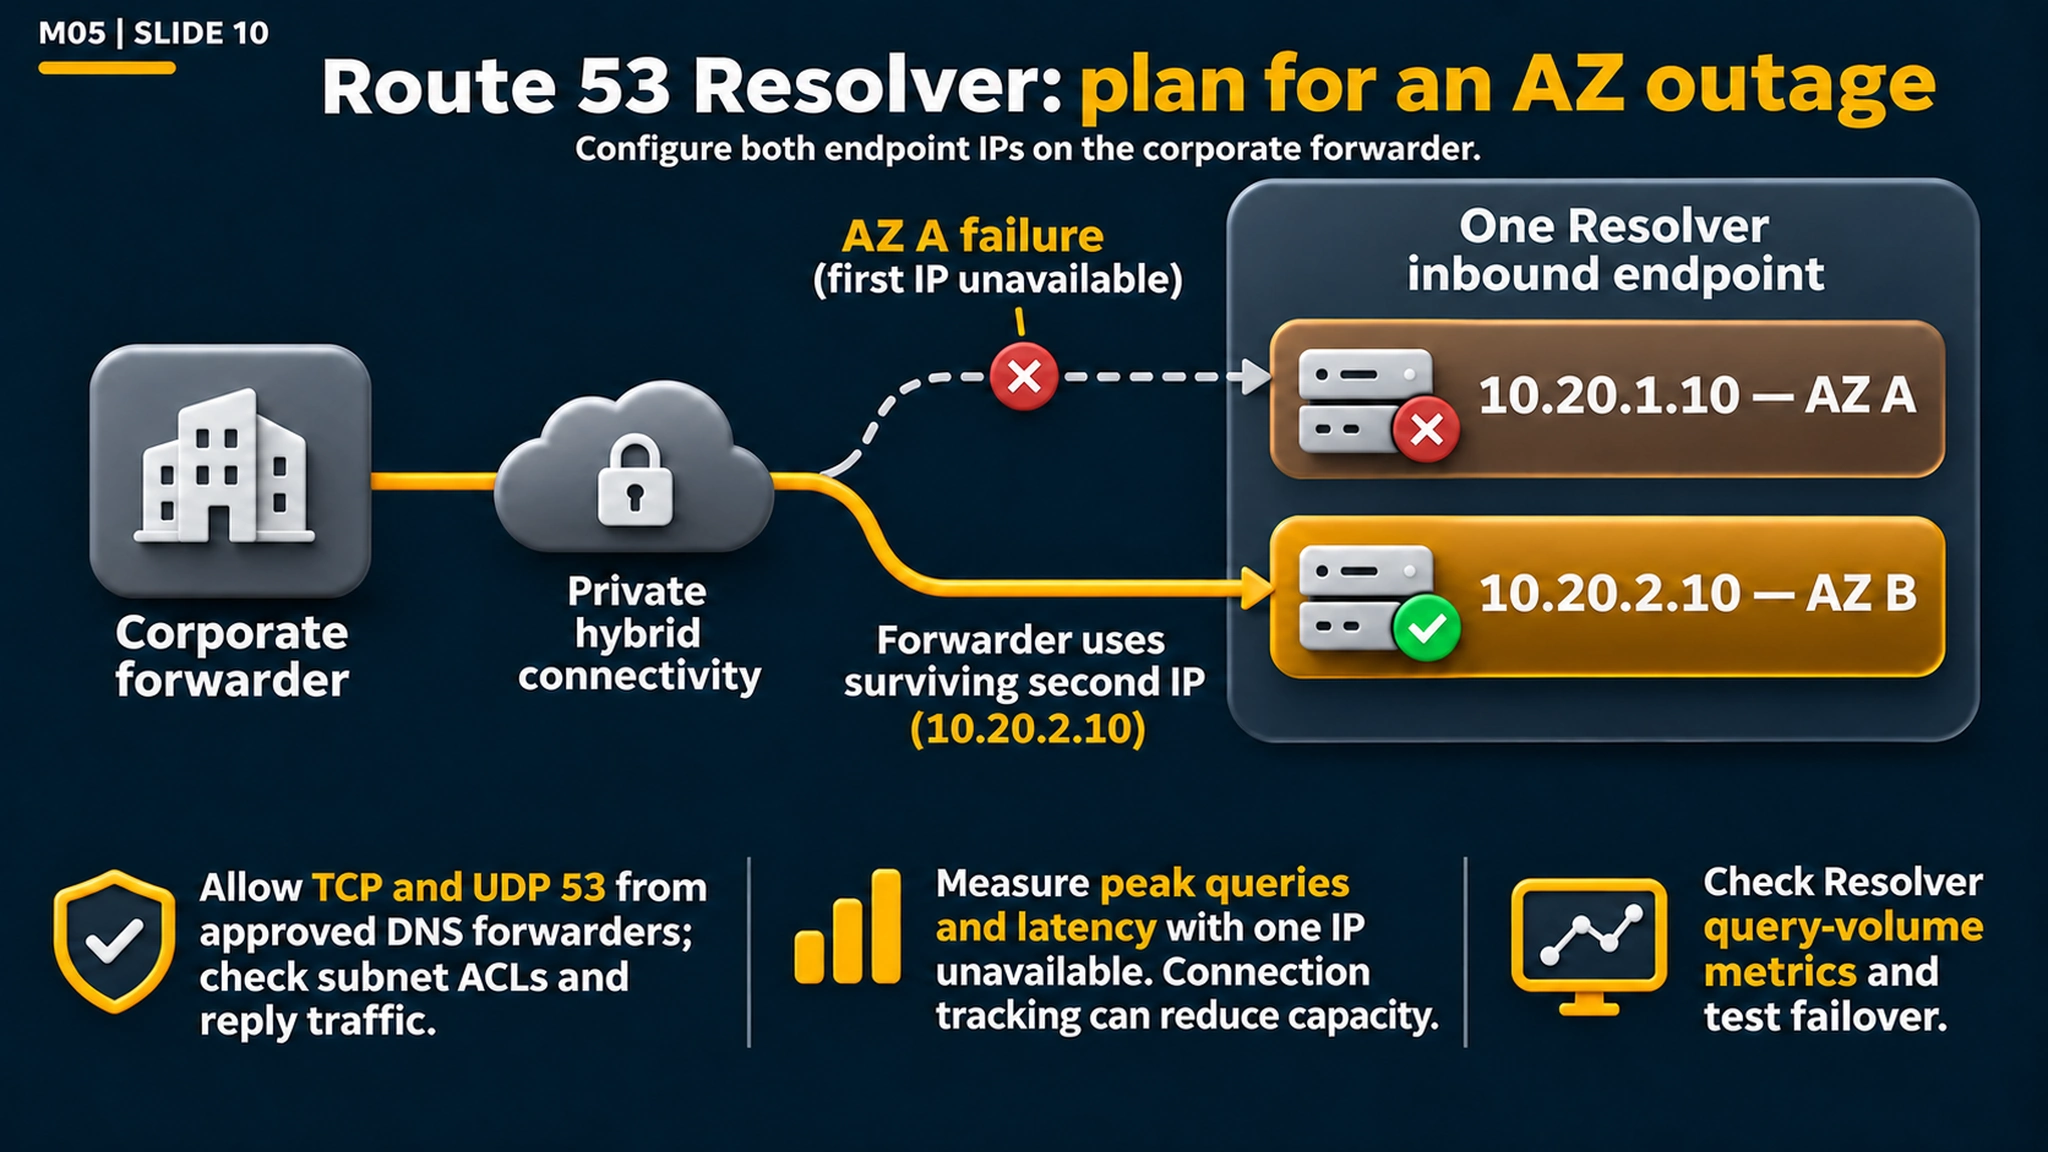 M05 | SLIDE 10
Route 53 Resolver: plan for an AZ outage
Configure both endpoint IPs on the corporate forwarder.
AZ A failure
(first IP unavailable)
One Resolver
inbound endpoint
10.20.1.10 — AZ A
10.20.2.10 — AZ B
Corporate
forwarder
Private
hybrid
connectivity
Forwarder uses
surviving second IP
(10.20.2.10)
Allow TCP and UDP 53 from
approved DNS forwarders;
check subnet ACLs and
reply traffic.
Measure peak queries
and latency with one IP
unavailable. Connection
tracking can reduce capacity.
Check Resolver
query-volume
metrics and
test failover.